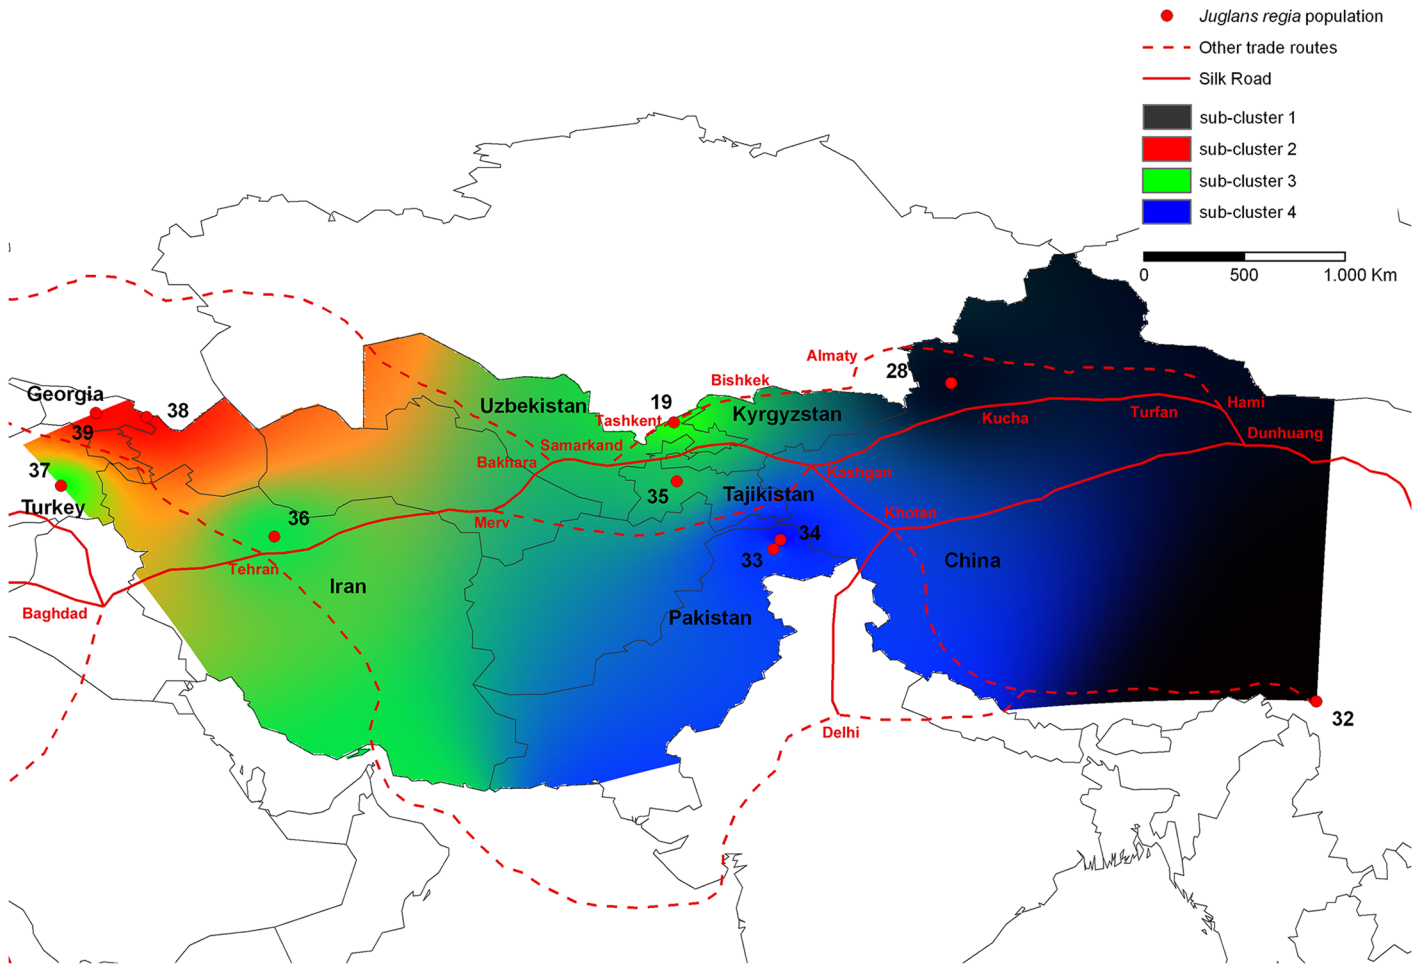 Juglans regia population
Other trade routes
Silk Road
sub-cluster 1
sub-cluster 2
sub-cluster 3
sub-cluster 4
0 500 1.000 Km
Almaty
28
Bishkek
Georgia
38
19
Uzbekistan
Tashkent
Kyrgyzstan
Kucha
Turfan
Hami
39
Samarkand
Dunhuang
Bakhara
37
Kashgan
35
Tajikistan
Turkey
36
Merv
Khotan
34
33
China
Tehran
Iran
Baghdad
Pakistan
32
Delhi